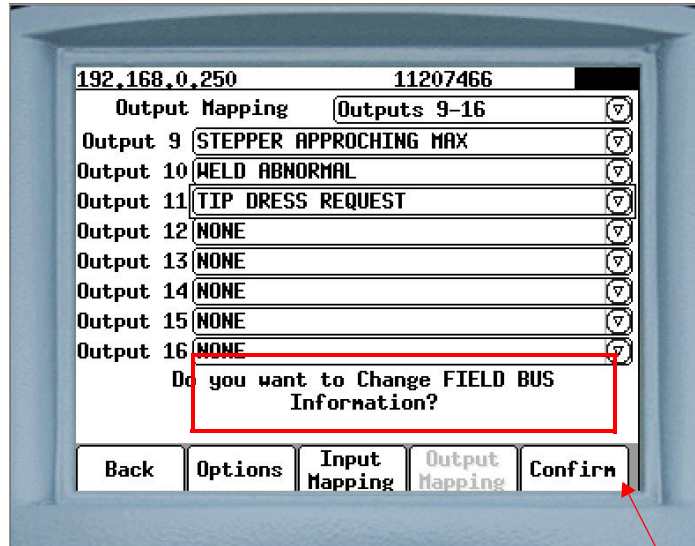 192.168.0.250 11207466
Output Mapping Outputs 9-16
Output 9 STEPPER APPROCHING MAX
Output 10 WELD ABNORMAL
Output 11 TIP DRESS REQUEST
Output 12 NONE
Output 13 NONE
Output 14 NONE
Output 15 NONE
Output 16 NONE
Do you want to Change FIELD BUS
Information?
Back Options Input Mapping Output Mapping Confirm